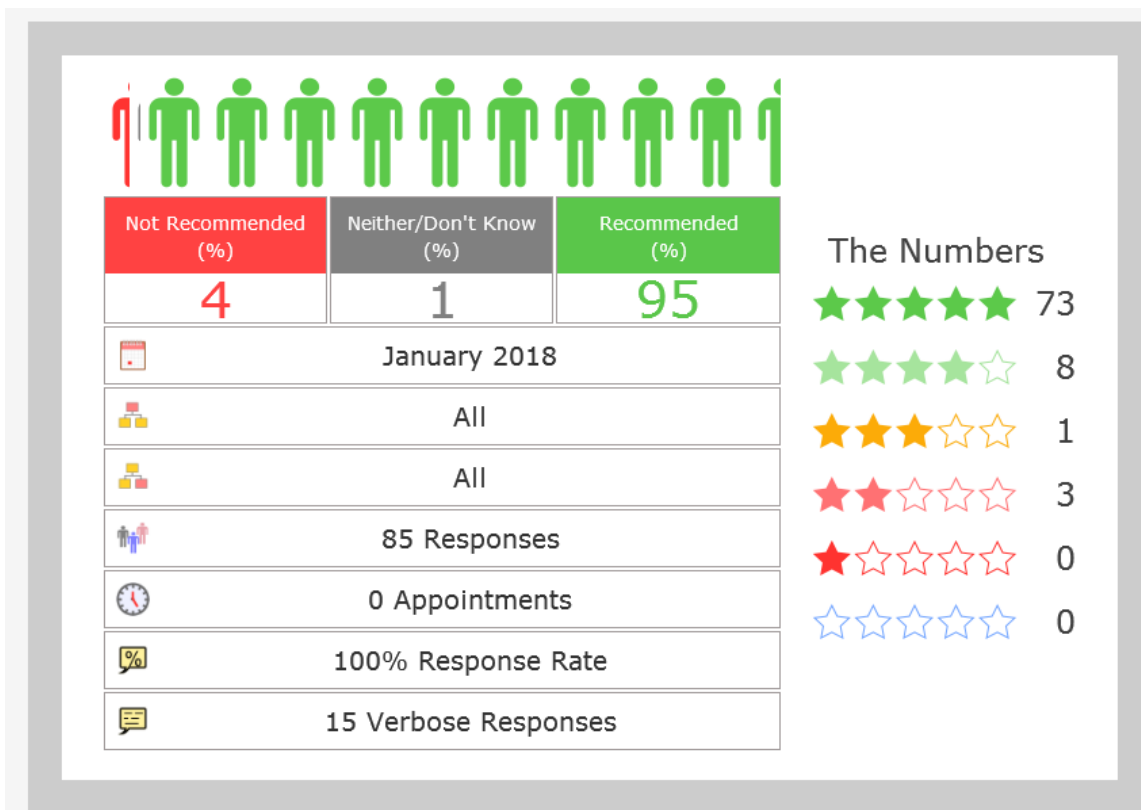 Not Recommended
(%)
Neither/Don't Know
(%)
Recommended
(%)
4
1
95
January 2018
All
All
85 Responses
0 Appointments
100% Response Rate
15 Verbose Responses
The Numbers
73
8
1
3
0
0